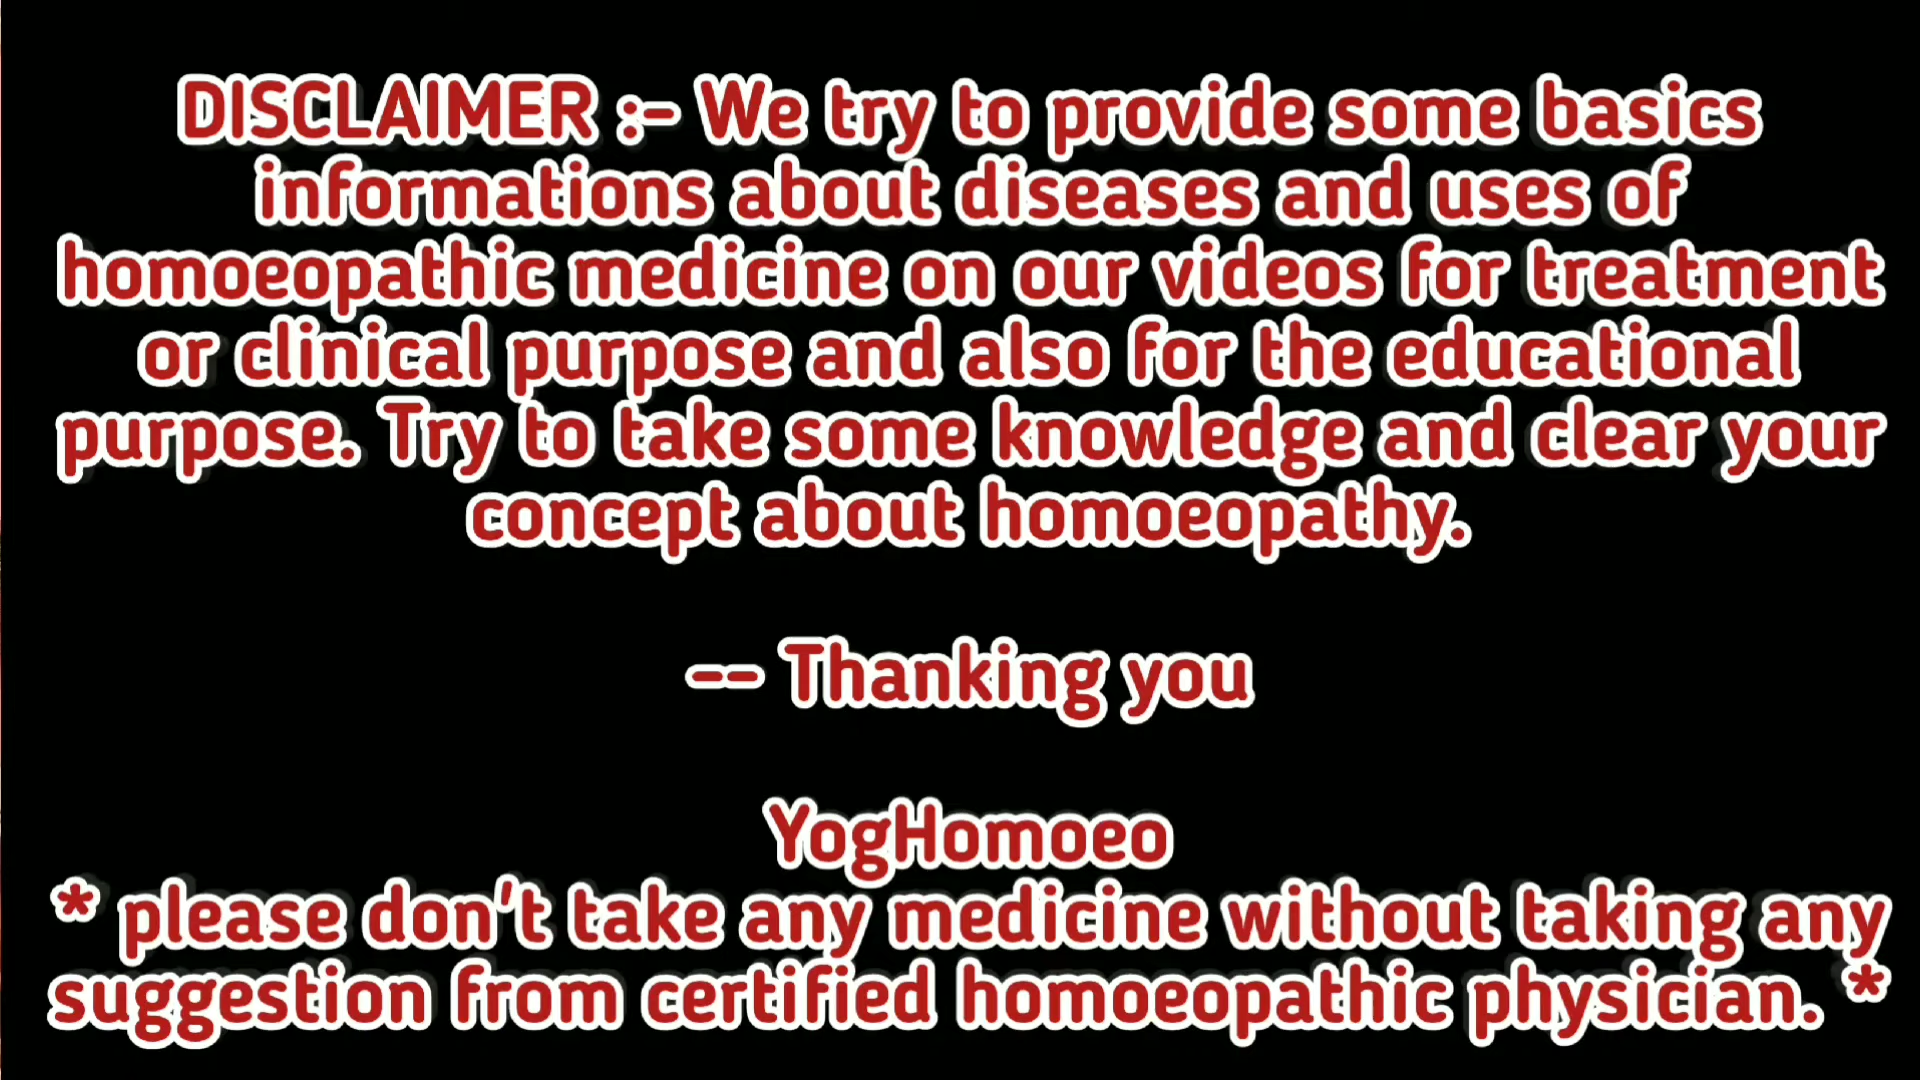 DISCLAIMER :- We try to provide some basics
informations about diseases and uses of
homoeopathic medicine on our videos for treatment
or clinical purpose and also for the educational
purpose. Try to take some knowledge and clear your
concept about homoeopathy.
-- Thanking you
YogHomoeo
* please don't take any medicine without taking any
suggestion from certified homoeopathic physician. *